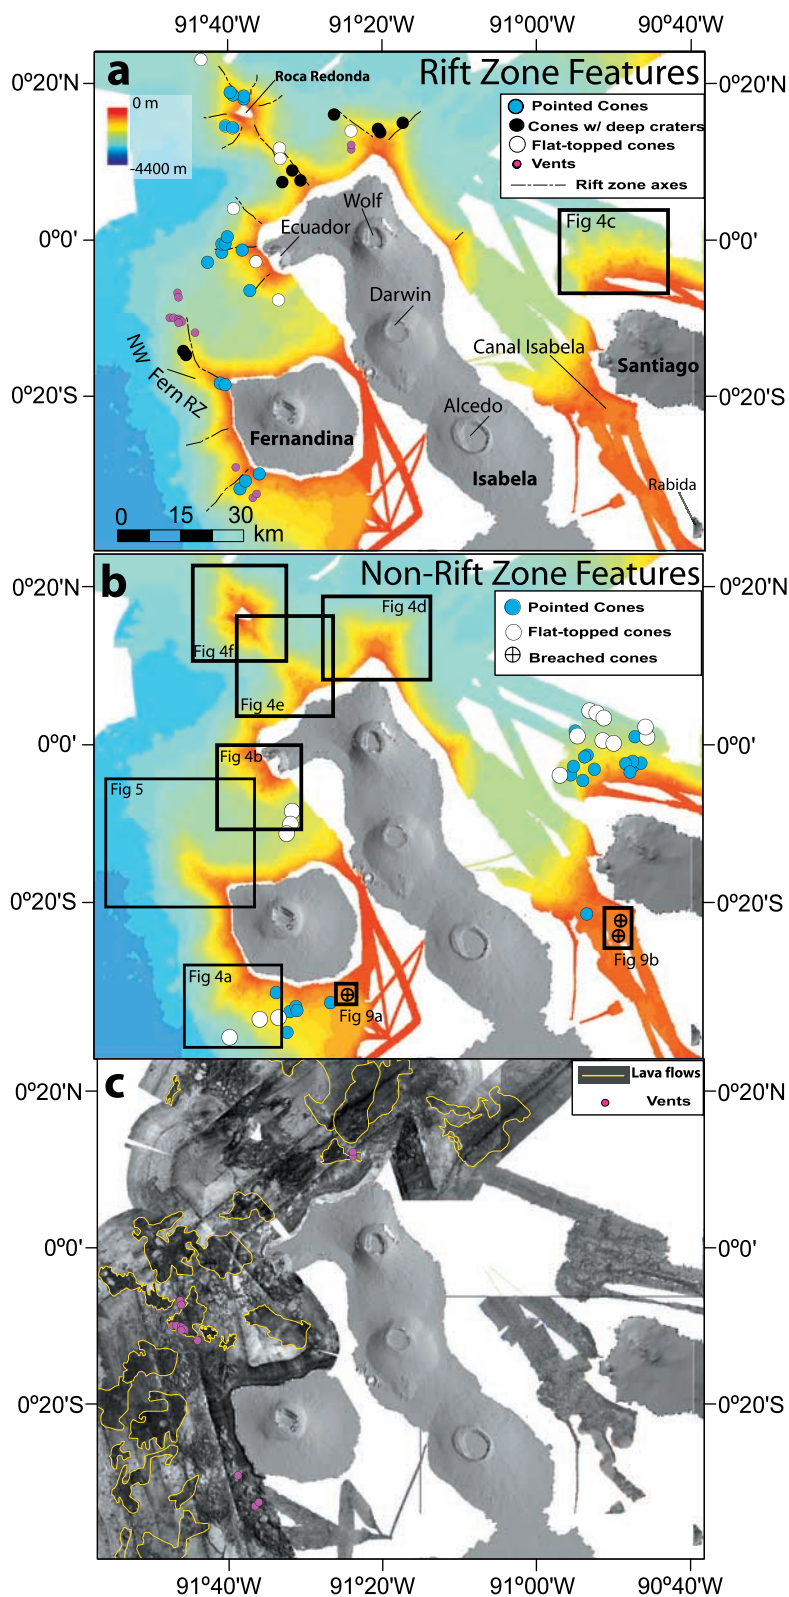 91°40'W 91°20'W 91°00'W 90°40'W
a
Rift Zone Features
0°20'N
0°20'N
Roca Redonda
0 m
-4400 m
Pointed Cones
Cones w/ deep craters
Flat-topped cones
Vents
Rift zone axes
Wolf
Fig 4c
Ecuador
0°0'
0°0'
Darwin
Canal Isabela
NW Fern RZ
Santiago
0°20'S
0°20'S
Alcedo
Fernandina
Isabela
Rabida
0 15 30
km
b
Non-Rift Zone Features
0°20'N
0°20'N
Fig 4d
Pointed Cones
Flat-topped cones
Breached cones
Fig 4f
Fig 4e
0°0'
0°0'
Fig 4b
Fig 5
0°20'S
0°20'S
Fig 9b
Fig 4a
Fig 9a
c
Lava flows
Vents
0°20'N
0°20'N
0°0'
0°0'
0°20'S
0°20'S
91°40'W 91°20'W 91°00'W 90°40'W